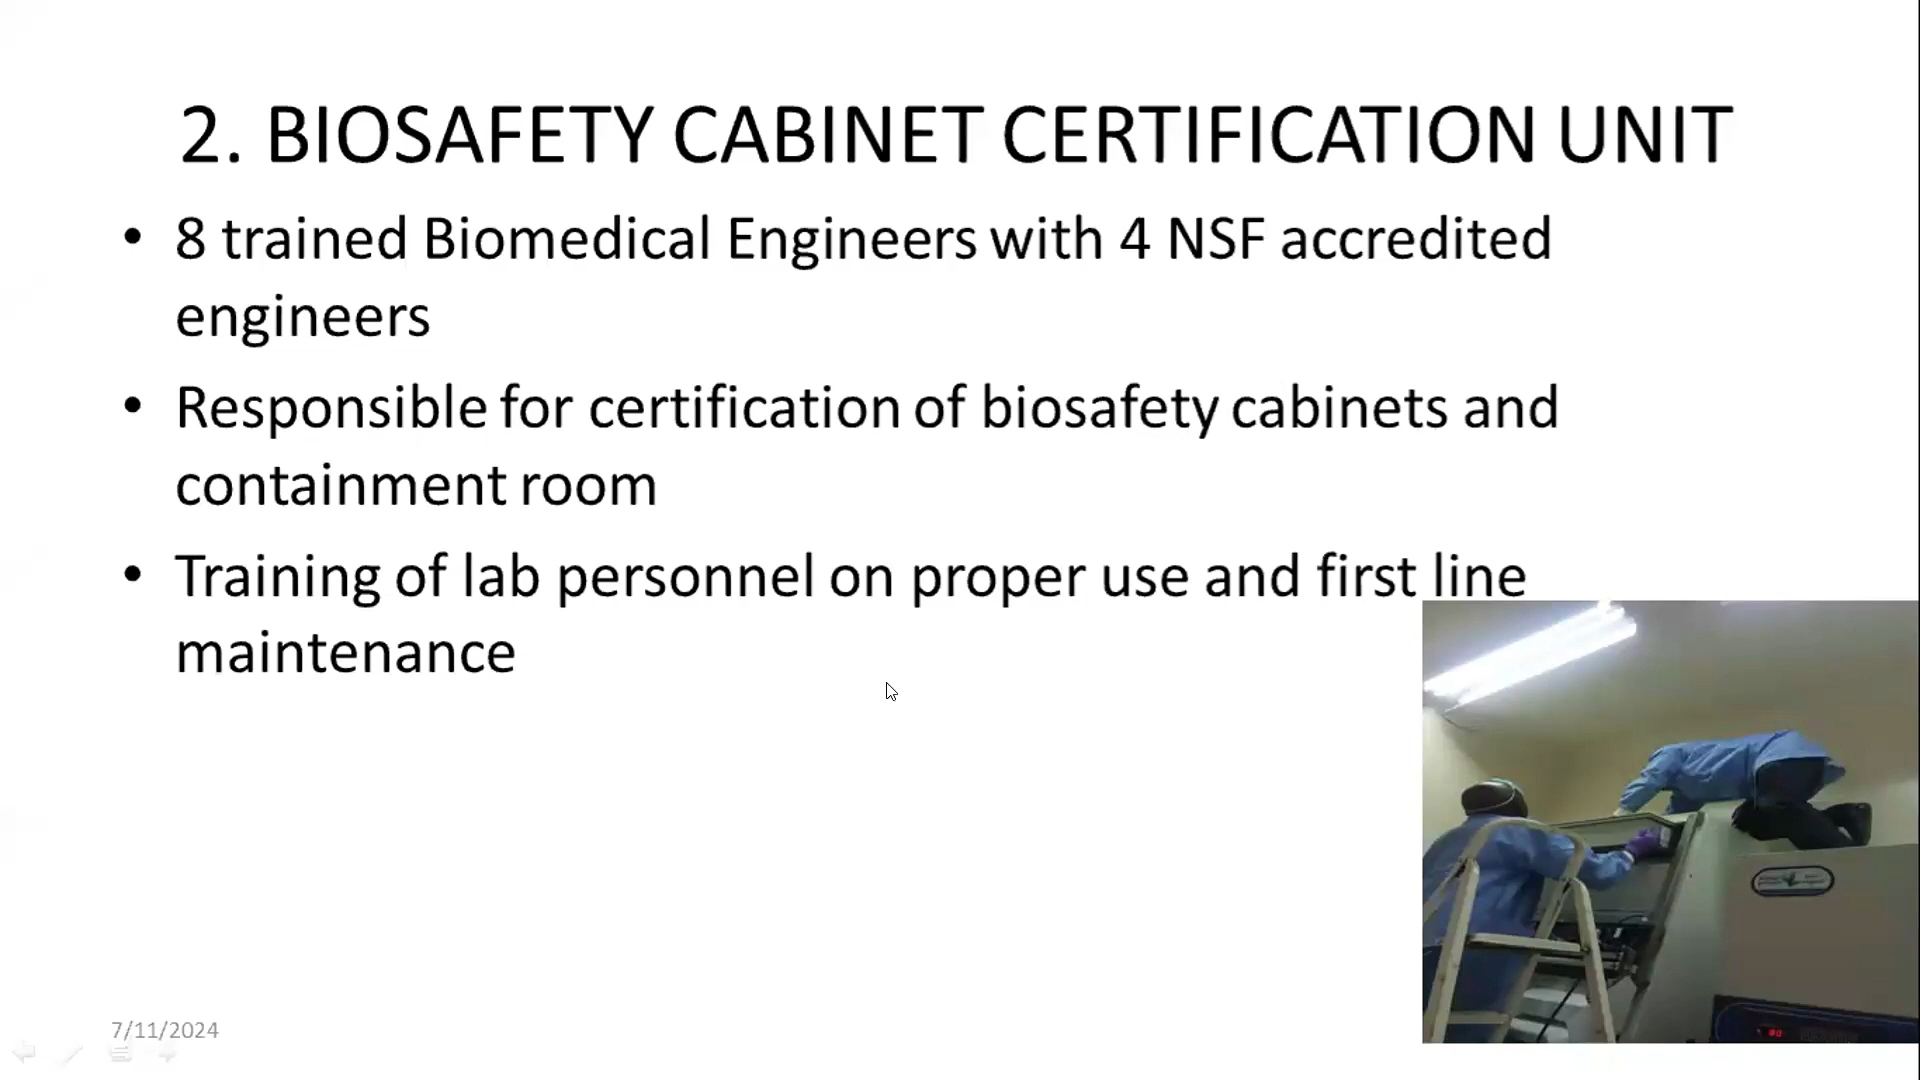 2. BIOSAFETY CABINET CERTIFICATION UNIT
• 8 trained Biomedical Engineers with 4 NSF accredited
engineers
• Responsible for certification of biosafety cabinets and
containment room
• Training of lab personnel on proper use and first line
maintenance
7/11/2024